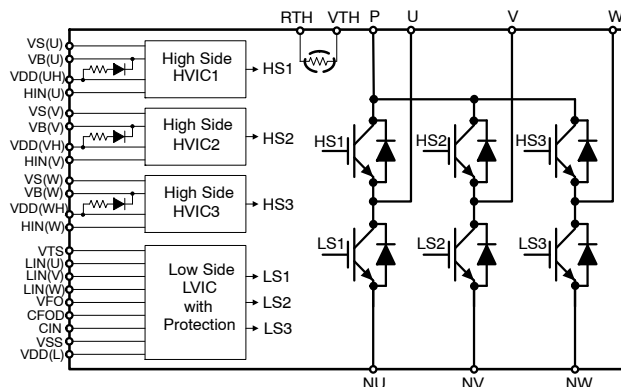 RTH VTH P U V W
VS(U)
VB(U)
VDD(UH)
HIN(U)
High Side
HVIC1
HS1
VS(V)
VB(V)
VDD(VH)
HIN(V)
High Side
HVIC2
HS2
VS(W)
VB(W)
VDD(WH)
HIN(W)
High Side
HVIC3
HS3
VTS
LIN(U)
LIN(V)
LIN(W)
VFO
CFOD
CIN
VSS
VDD(L)
Low Side
LVIC
with
Protection
LS1
LS2
LS3
HS1 HS2 HS3
LS1 LS2 LS3
NU NV NW